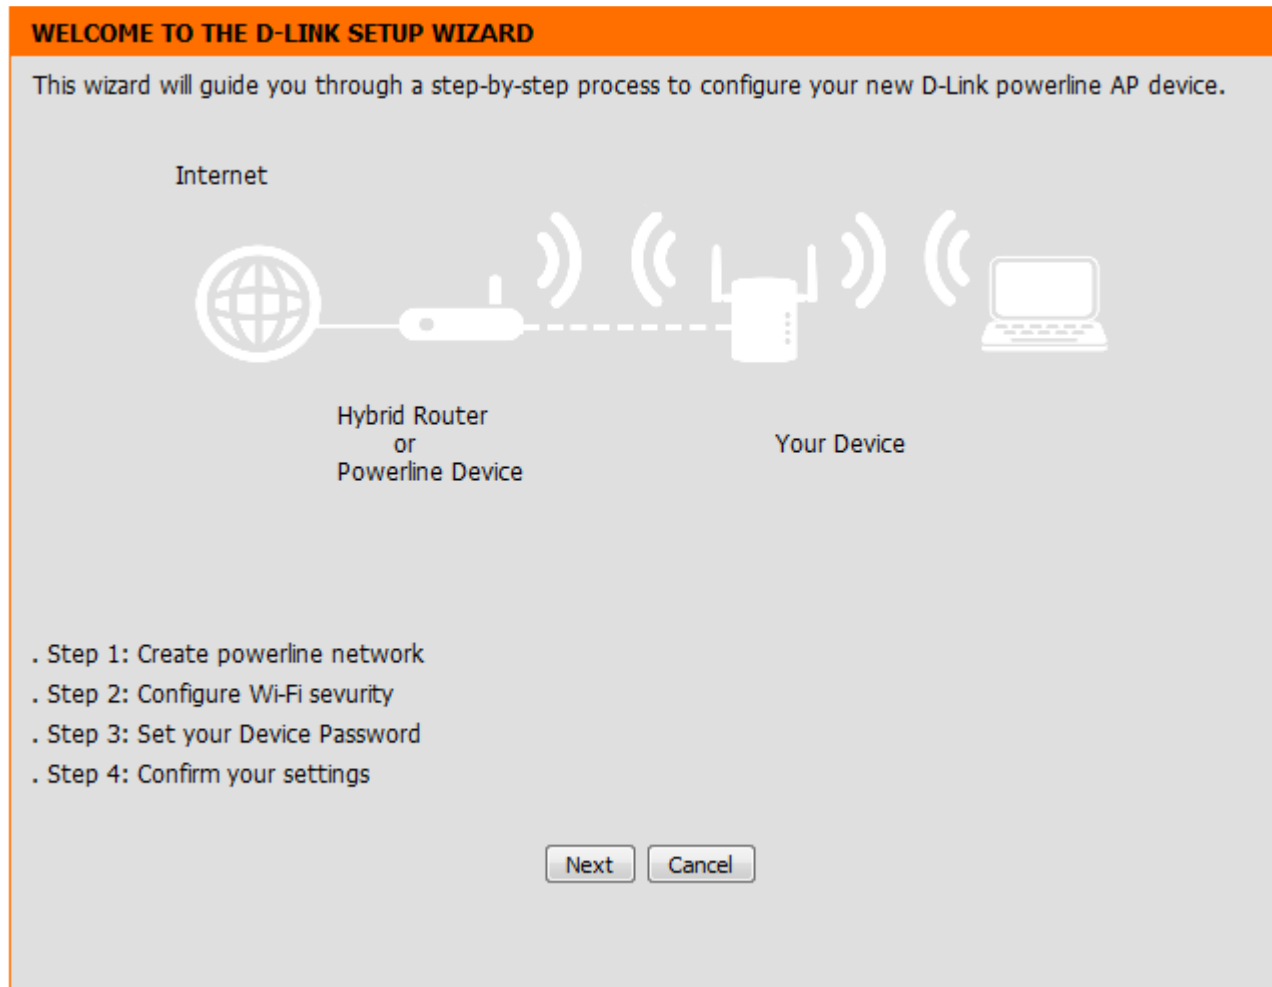 WELCOME TO THE D-LINK SETUP WIZARD
This wizard will guide you through a step-by-step process to configure your new D-Link powerline AP device.
Internet
Hybrid Router
or
Powerline Device
Your Device
. Step 1: Create powerline network
. Step 2: Configure Wi-Fi sevurity
. Step 3: Set your Device Password
. Step 4: Confirm your settings
Next Cancel